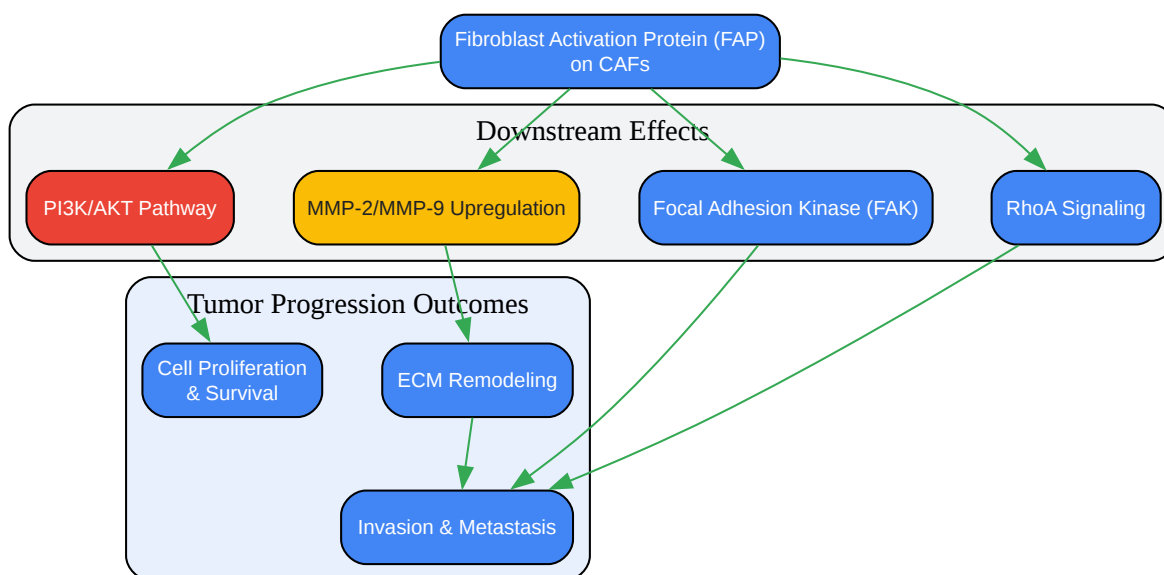 Fibroblast Activation Protein (FAP)
on CAFs
Downstream Effects
PI3K/AKT Pathway
MMP-2/MMP-9 Upregulation
Focal Adhesion Kinase (FAK)
RhoA Signaling
Tumor Progression Outcomes
Cell Proliferation
& Survival
ECM Remodeling
Invasion & Metastasis